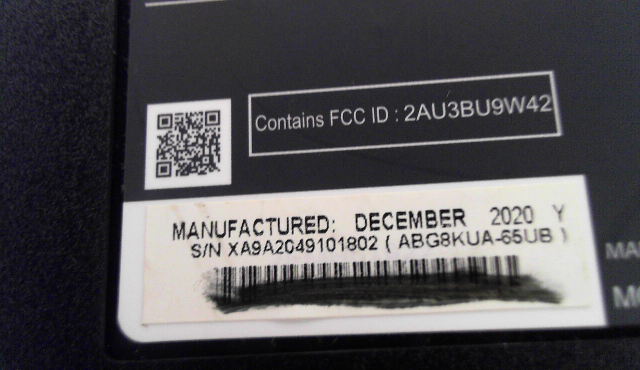 Contains FCC ID : 2AU3BU9W42
MANUFACTURED: DECEMBER 2020 Y
S/N XA9A2049101802 ( ABG8KUA-65UB )